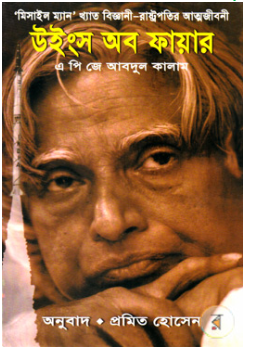 ‘মিসাইল ম্যান’ খ্যাত বিজ্ঞানী-রাষ্ট্রপতির আত্মজীবনী
উইংস অব ফায়ার
এ পি জে আবদুল কালাম
অনুবাদ ◆ প্রমিত হোসেন
র